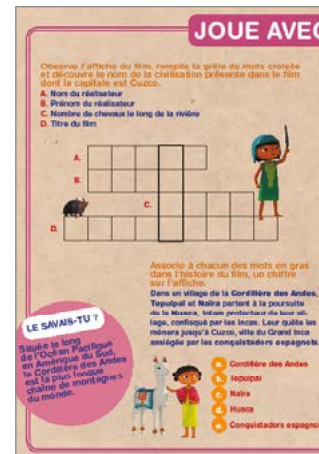 JOUE AVEC
Observe l'affiche du film, remplis la grille de mots croisés
et découvre le nom de la civilisation présente dans le film
dont la capitale est Cuzco.
A. Nom du réalisateur
B. Prénom du réalisateur
C. Nombre de chevaux le long de la rivière
D. Titre du film
A.
B.
C.
D.
Associe à chacun des mots en gras
dans l'histoire du film, un chiffre
sur l'affiche.
Dans un village de la Cordillère des Andes,
Tepulpaï et Naïra partent à la poursuite
de la Huaca, totem protecteur de leur vil-
lage, confisqué par les Incas. Leur quête les
mènera jusqu'à Cuzco, ville du Grand Inca
assiégée par les conquistadors espagnols.
LE SAVAIS-TU ?
Située le long
de l'Océan Pacifique
en Amérique du Sud,
la Cordillère des Andes
est la plus longue
chaîne de montagnes
du monde.
Cordillère des Andes
Tepulpaï
Naïra
Huaca
Conquistadors espagno